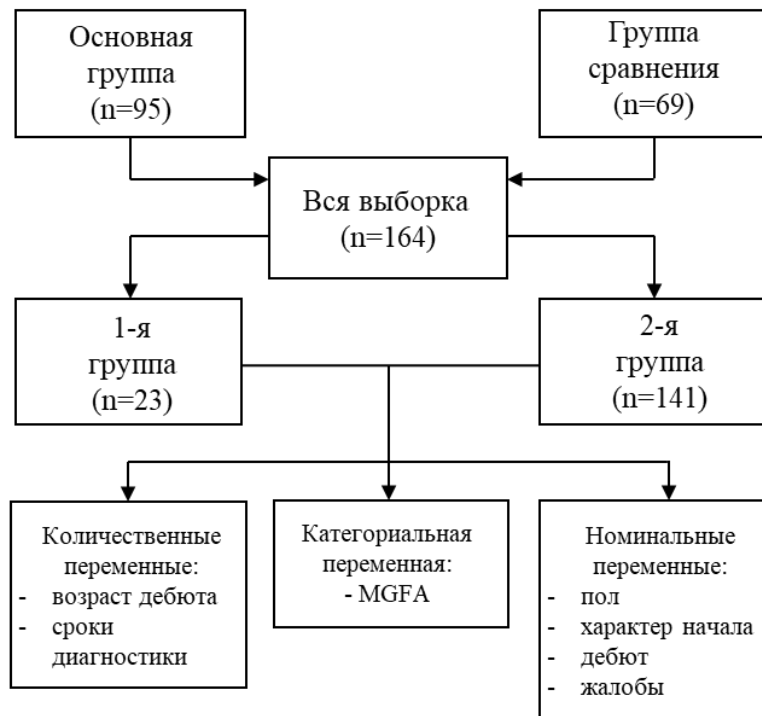 Основная
группа
(n=95)
Группа
сравнения
(n=69)
Вся выборка
(n=164)
1-я
группа
(n=23)
2-я
группа
(n=141)
Количественные
переменные:
- возраст дебюта
- сроки
диагностики
Категориальная
переменная:
- MGFA
Номинальные
переменные:
- пол
- характер начала
- дебют
- жалобы